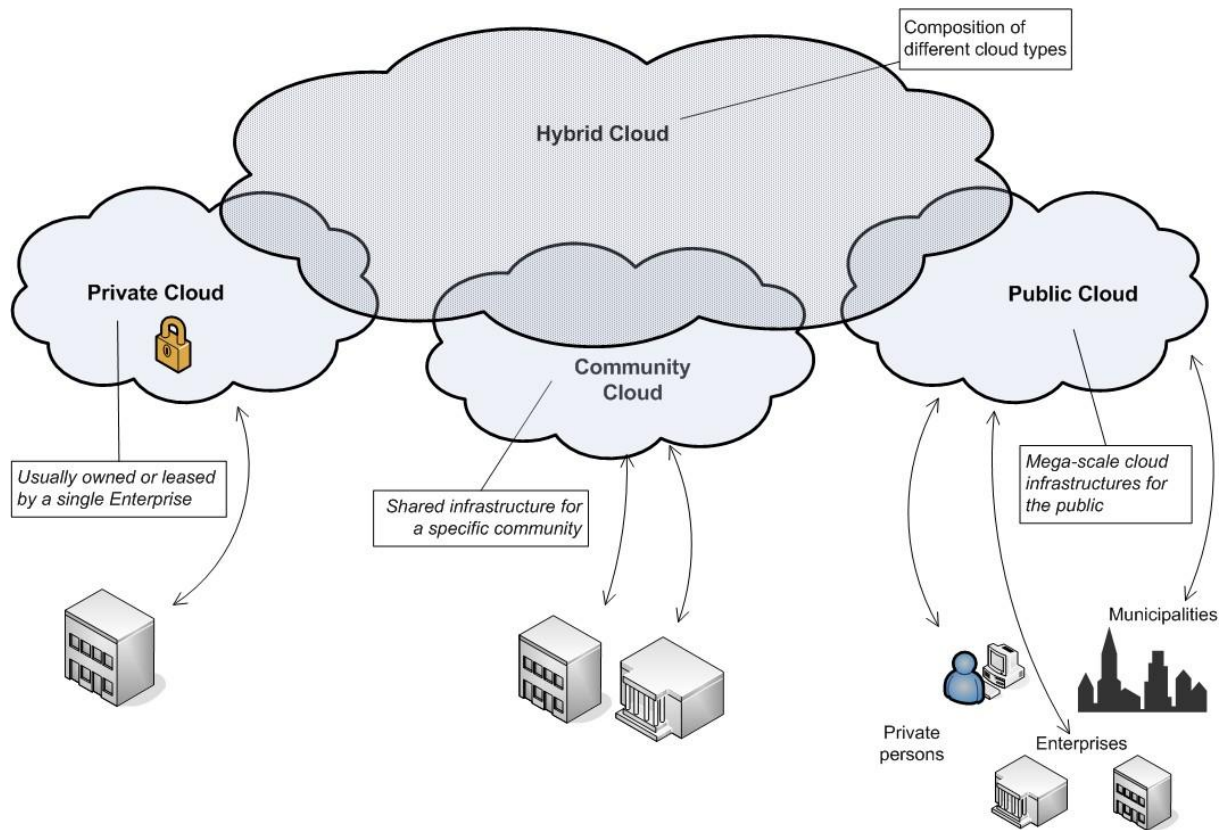 Composition of
different cloud types
Hybrid Cloud
Private Cloud
Public Cloud
Community
Cloud
Usually owned or leased
by a single Enterprise
Shared infrastructure for
a specific community
Mega-scale cloud
infrastructures for
the public
Municipalities
Private
persons
Enterprises